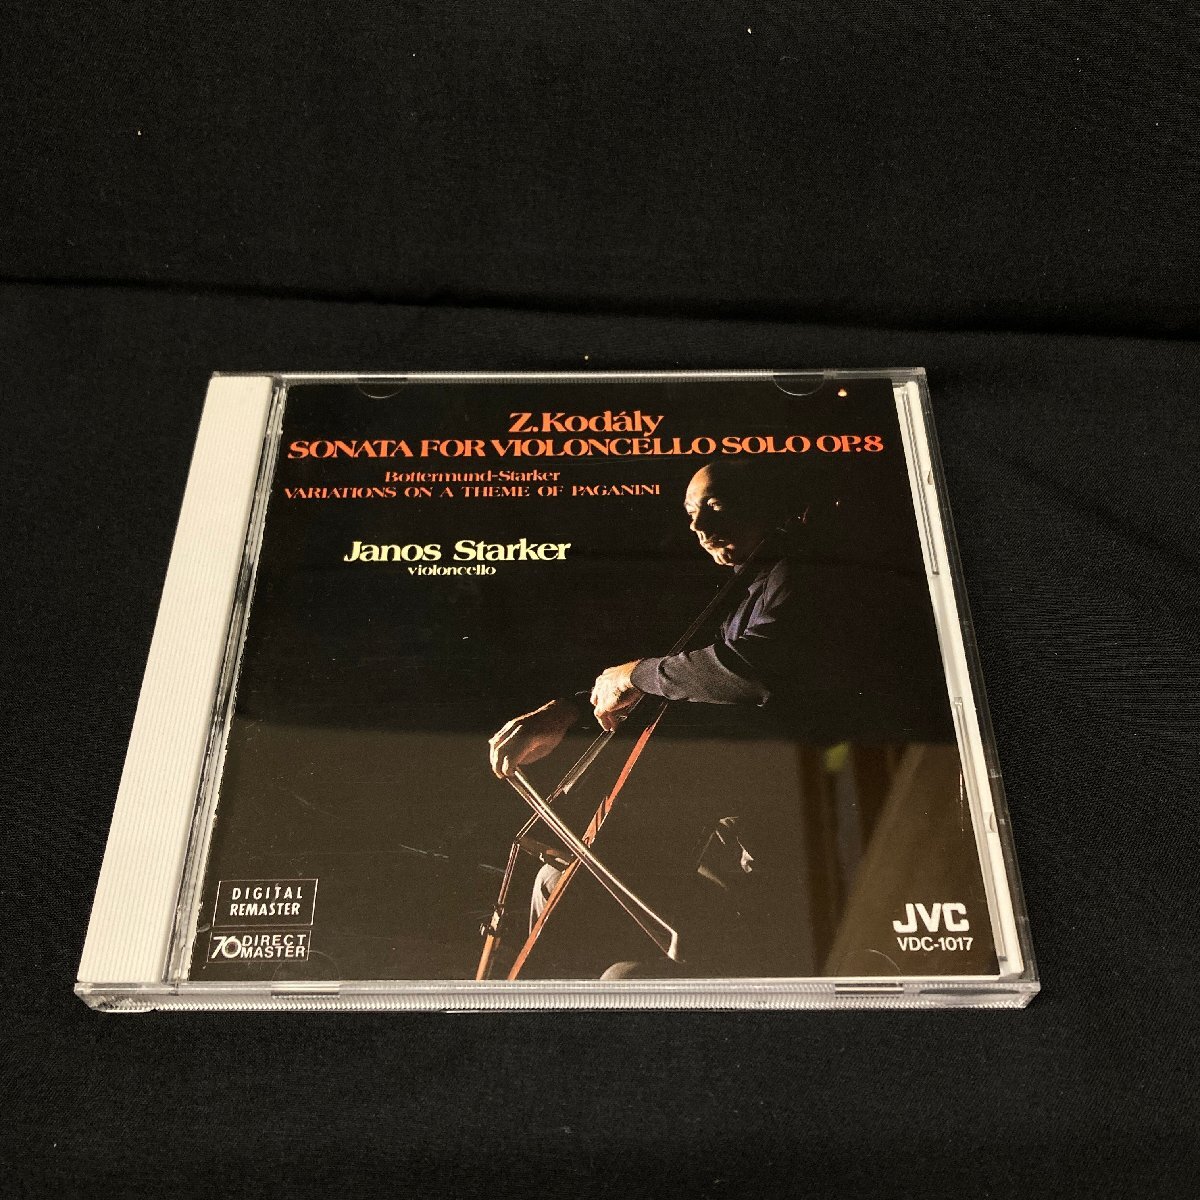 Z.Kodály
SONATA FOR VIOLONCELLO SOLO OP.8
Bottermund-Starker
VARIATIONS ON A THEME OF PAGANINI
Janos Starker
violoncello
DIGITAL
REMASTER
76 DIRECT
MASTER
JVC
VDC-1017